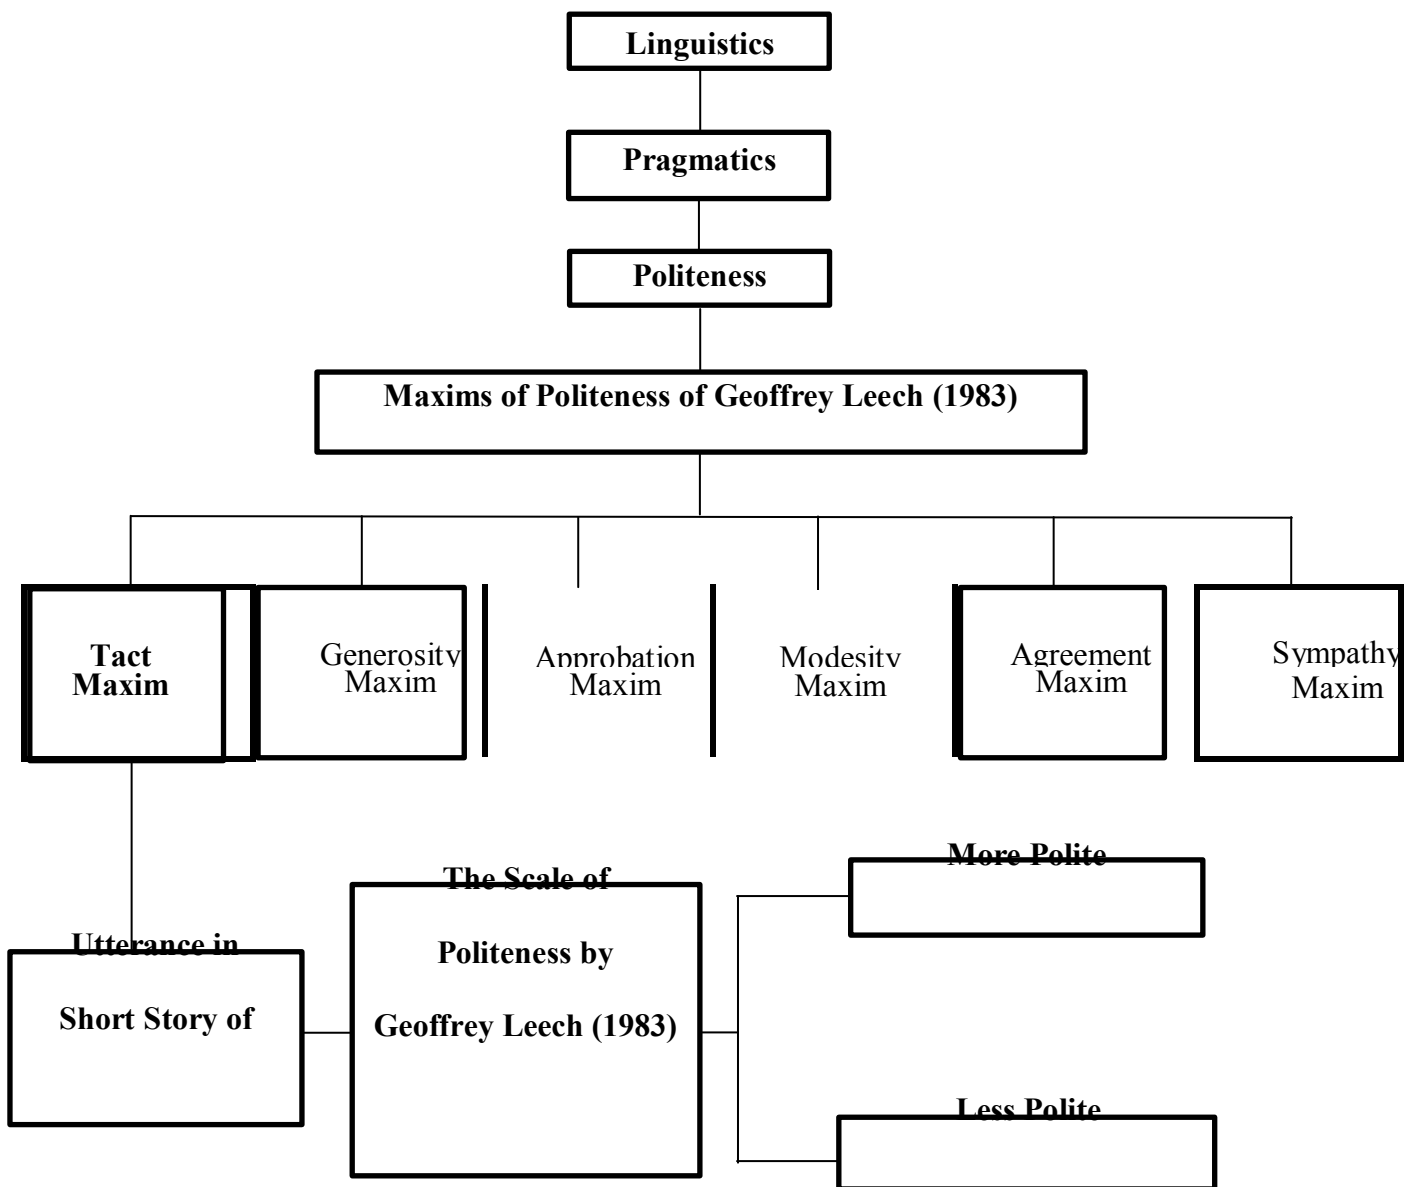 Linguistics
Pragmatics
Politeness
Maxims of Politeness of Geoffrey Leech (1983)
Tact
Maxim
Generosity
Maxim
Approbation
Maxim
Modesity
Maxim
Agreement
Maxim
Sympathy
Maxim
Utterance in
Short Story of
The Scale of
Politeness by
Geoffrey Leech (1983)
More Polite
Less Polite